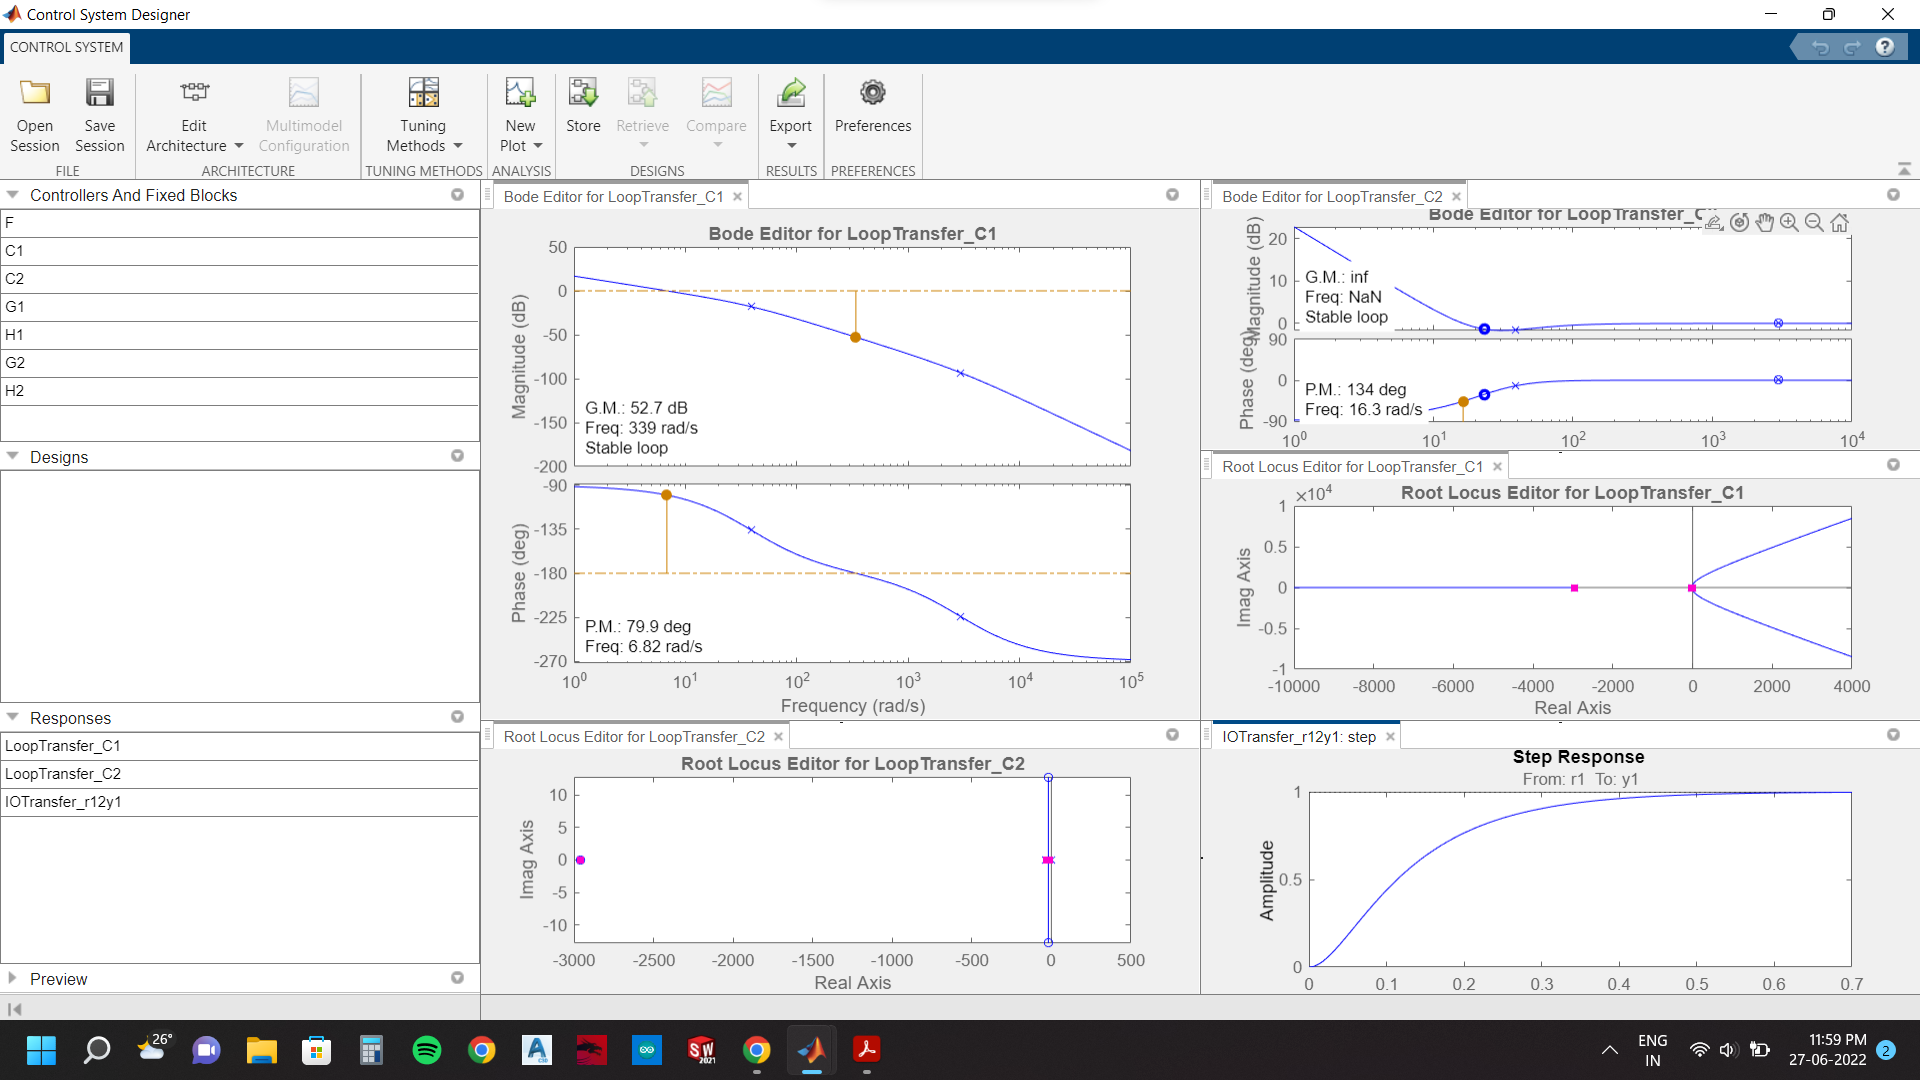 Control System Designer
CONTROL SYSTEM
Open Session
Save Session
Edit Architecture
Multimodel Configuration
Tuning Methods
New Plot
Store
Retrieve
Compare
Export
Preferences
FILE
ARCHITECTURE
TUNING METHODS
ANALYSIS
DESIGNS
RESULTS
PREFERENCES
Controllers And Fixed Blocks
F
C1
C2
G1
H1
G2
H2
Designs
Responses
LoopTransfer_C1
LoopTransfer_C2
IOTransfer_r12y1
Preview
Bode Editor for LoopTransfer_C1
Bode Editor for LoopTransfer_C1
Magnitude (dB)
50
0
-50
-100
-150
-200
G.M.: 52.7 dB
Freq: 339 rad/s
Stable loop
Phase (deg)
-90
-135
-180
-225
-270
P.M.: 79.9 deg
Freq: 6.82 rad/s
10^0 10^1 10^2 10^3 10^4 10^5
Frequency (rad/s)
Bode Editor for LoopTransfer_C2
Bode Editor for LoopTransfer_C
Magnitude (dB)
20
10
0
G.M.: inf
Freq: NaN
Stable loop
Phase (deg)
90
0
-90
P.M.: 134 deg
Freq: 16.3 rad/s
10^0 10^1 10^2 10^3 10^4
Root Locus Editor for LoopTransfer_C1
Root Locus Editor for LoopTransfer_C1
×10^4
Imag Axis
1
0.5
0
-0.5
-1
-10000 -8000 -6000 -4000 -2000 0 2000 4000
Real Axis
Root Locus Editor for LoopTransfer_C2
Root Locus Editor for LoopTransfer_C2
Imag Axis
10
5
0
-5
-10
-3000 -2500 -2000 -1500 -1000 -500 0 500
Real Axis
IOTransfer_r12y1: step
Step Response
From: r1 To: y1
Amplitude
1
0.5
0
0 0.1 0.2 0.3 0.4 0.5 0.6 0.7
26°
A
C3D
SW
2021
ENG
IN
11:59 PM
27-06-2022
2